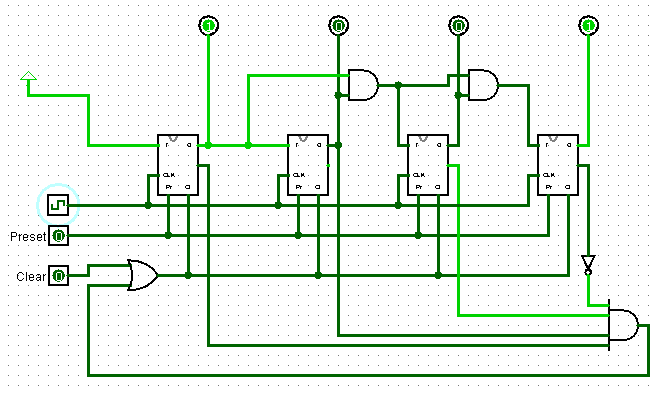 1 0 0 1
T Q T Q T Q T Q
CLK CLK CLK CLK
Pr Cl Pr Cl Pr Cl Pr Cl
Preset 0
Clear 0